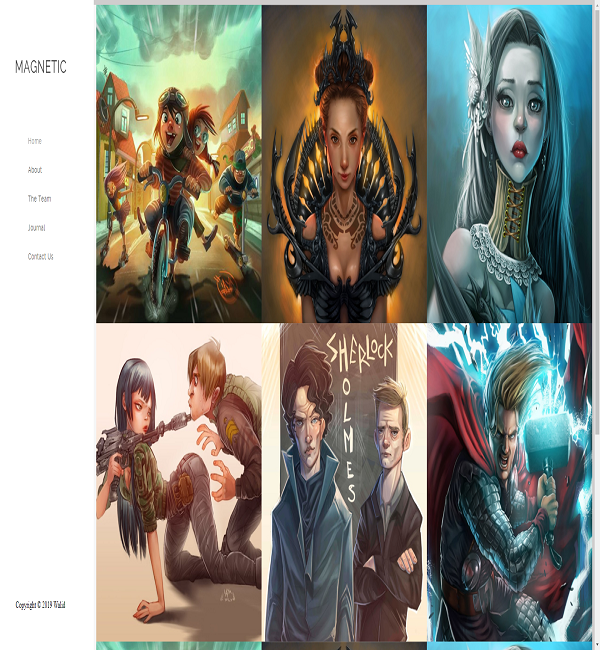 MAGNETIC
Home
About
The Team
Journal
Contact Us
SHERLOCK
HOLMES
Copyright © 2019 Walid